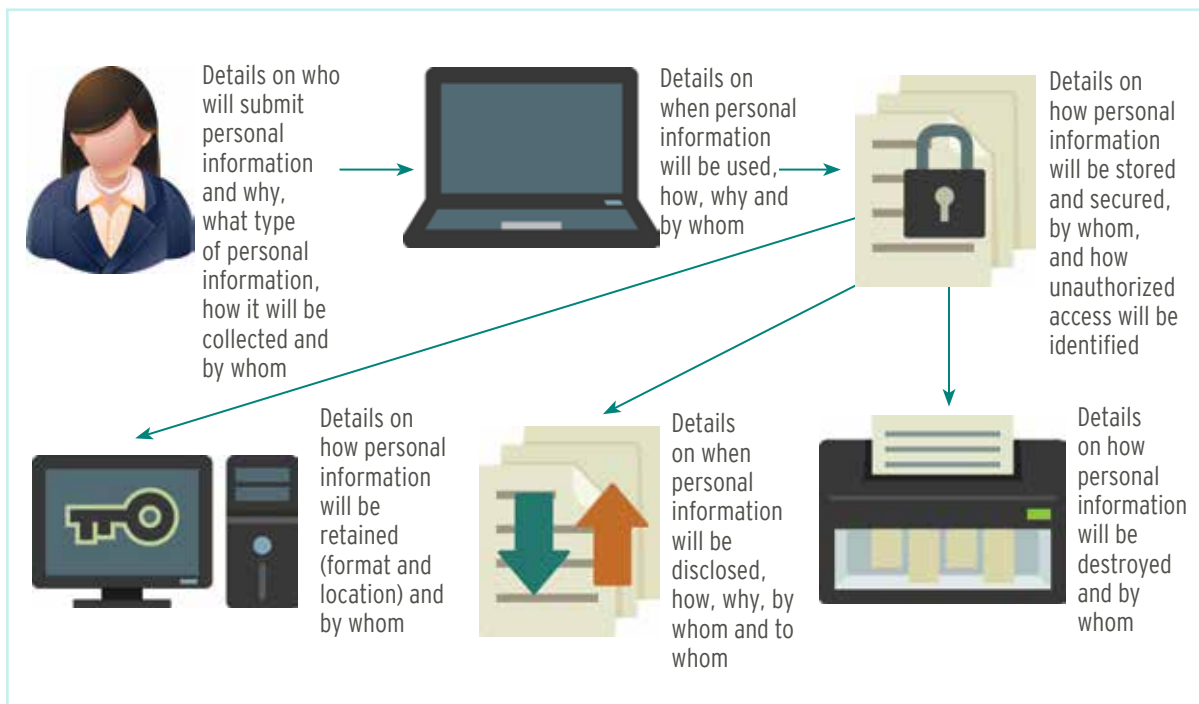 Details on who
will submit
personal
information
and why,
what type
of personal
information,
how it will be
collected and
by whom
Details on
when personal
information
will be used,
how, why and
by whom
Details on
how personal
information
will be stored
and secured,
by whom,
and how
unauthorized
access will be
identified
Details on
how personal
information
will be
retained
(format and
location) and
by whom
Details
on when
personal
information
will be
disclosed,
how, why, by
whom and to
whom
Details
on how
personal
information
will be
destroyed
and by
whom